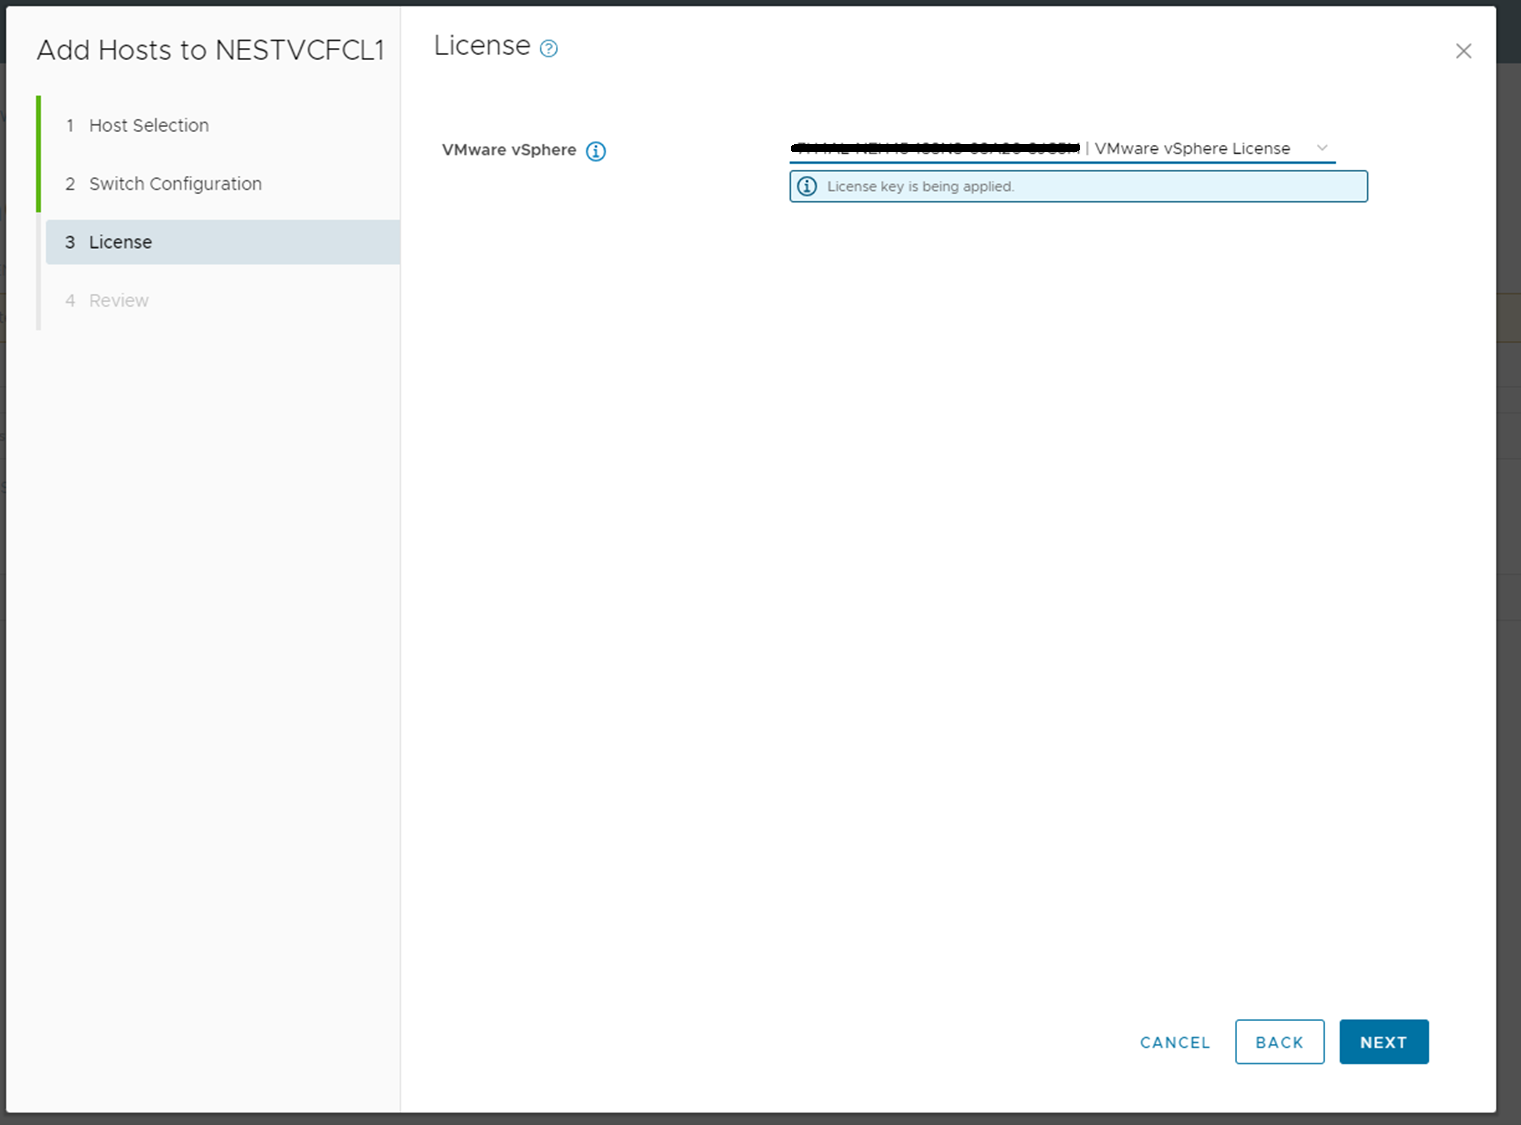 Add Hosts to NESTVCFCL1
1 Host Selection
2 Switch Configuration
3 License
4 Review
License
VMware vSphere
| VMware vSphere License
License key is being applied.
CANCEL
BACK
NEXT